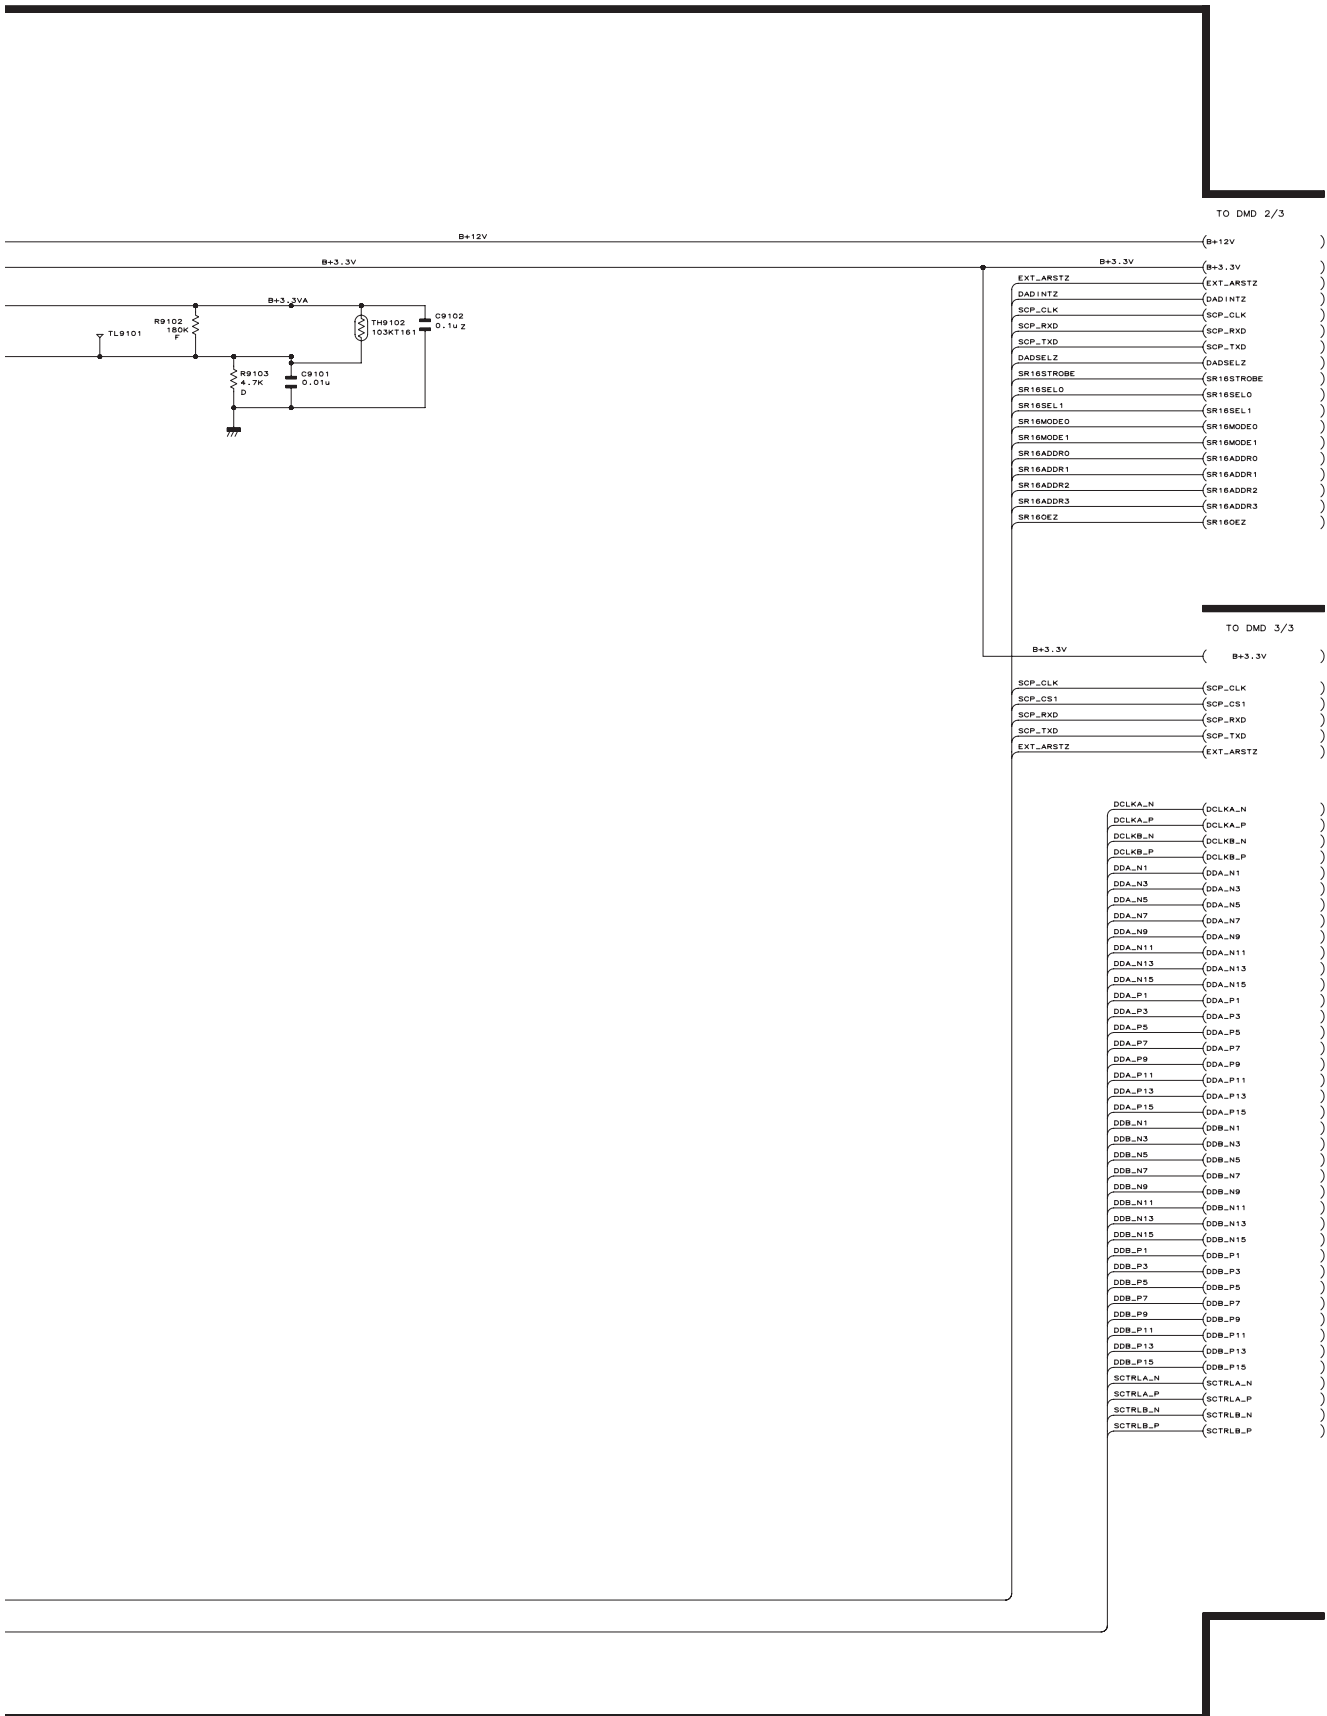 TO DMD 2/3
B+12V
B+12V
B+3.3V
B+3.3V
B+3.3V
EXT_ARSTZ
EXT_ARSTZ
DADINTZ
DADINTZ
SCP_CLK
SCP_CLK
SCP_RXD
SCP_RXD
SCP_TXD
SCP_TXD
DADSELZ
DADSELZ
SR16STROBE
SR16STROBE
SR16SEL0
SR16SEL0
SR16SEL1
SR16SEL1
SR16MODE0
SR16MODE0
SR16MODE1
SR16MODE1
SR16ADDR0
SR16ADDR0
SR16ADDR1
SR16ADDR1
SR16ADDR2
SR16ADDR2
SR16ADDR3
SR16ADDR3
SR16OEZ
SR16OEZ
B+3.3VA
R9102
180K
F
TL9101
TH9102
103KT161
C9102
0.1u Z
R9103
4.7K
D
C9101
0.01u
TO DMD 3/3
B+3.3V
B+3.3V
SCP_CLK
SCP_CLK
SCP_CS1
SCP_CS1
SCP_RXD
SCP_RXD
SCP_TXD
SCP_TXD
EXT_ARSTZ
EXT_ARSTZ
DCLKA_N
DCLKA_N
DCLKA_P
DCLKA_P
DCLKB_N
DCLKB_N
DCLKB_P
DCLKB_P
DDA_N1
DDA_N1
DDA_N3
DDA_N3
DDA_N5
DDA_N5
DDA_N7
DDA_N7
DDA_N9
DDA_N9
DDA_N11
DDA_N11
DDA_N13
DDA_N13
DDA_N15
DDA_N15
DDA_P1
DDA_P1
DDA_P3
DDA_P3
DDA_P5
DDA_P5
DDA_P7
DDA_P7
DDA_P9
DDA_P9
DDA_P11
DDA_P11
DDA_P13
DDA_P13
DDA_P15
DDA_P15
DDB_N1
DDB_N1
DDB_N3
DDB_N3
DDB_N5
DDB_N5
DDB_N7
DDB_N7
DDB_N9
DDB_N9
DDB_N11
DDB_N11
DDB_N13
DDB_N13
DDB_N15
DDB_N15
DDB_P1
DDB_P1
DDB_P3
DDB_P3
DDB_P5
DDB_P5
DDB_P7
DDB_P7
DDB_P9
DDB_P9
DDB_P11
DDB_P11
DDB_P13
DDB_P13
DDB_P15
DDB_P15
SCTRLA_N
SCTRLA_N
SCTRLA_P
SCTRLA_P
SCTRLB_N
SCTRLB_N
SCTRLB_P
SCTRLB_P